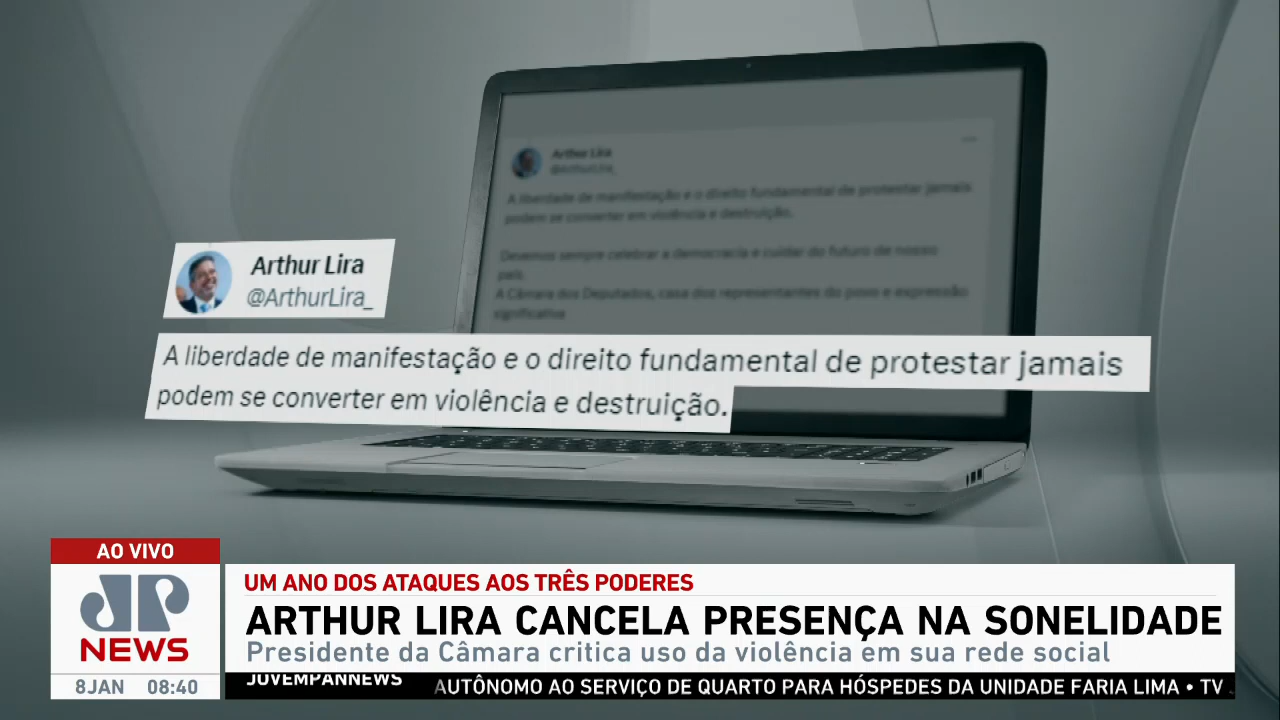 Arthur Lira
@ArthurLira_
A liberdade de manifestação e o direito fundamental de protestar jamais
podem se converter em violência e destruição.
Devemos sempre celebrar a democracia e cuidar do futuro de nosso
país.
A Câmara dos Deputados, casa dos representantes do povo e expressão
significativa
Arthur Lira
@ArthurLira_
A liberdade de manifestação e o direito fundamental de protestar jamais
podem se converter em violência e destruição.
AO VIVO
JP
NEWS
8JAN 08:40
UM ANO DOS ATAQUES AOS TRÊS PODERES
ARTHUR LIRA CANCELA PRESENÇA NA SONELIDADE
Presidente da Câmara critica uso da violência em sua rede social
JOVEMPANNEWS
AUTÔNOMO AO SERVIÇO DE QUARTO PARA HÓSPEDES DA UNIDADE FARIA LIMA • TV